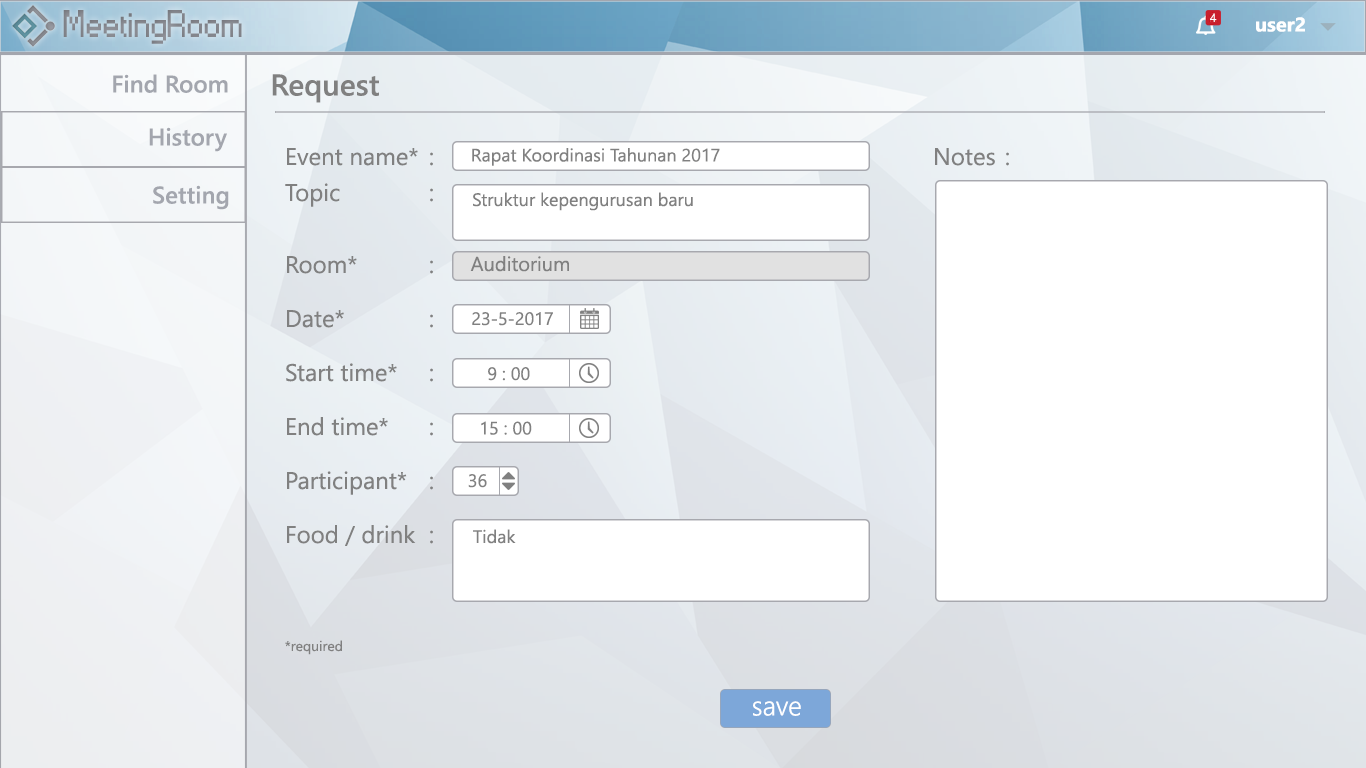 MeetingRoom
4
user2
Find Room
History
Setting
Request
Event name* : Rapat Koordinasi Tahunan 2017
Topic : Struktur kepengurusan baru
Room* : Auditorium
Date* : 23-5-2017
Start time* : 9 : 00
End time* : 15 : 00
Participant* : 36
Food / drink : Tidak
*required
Notes :
save